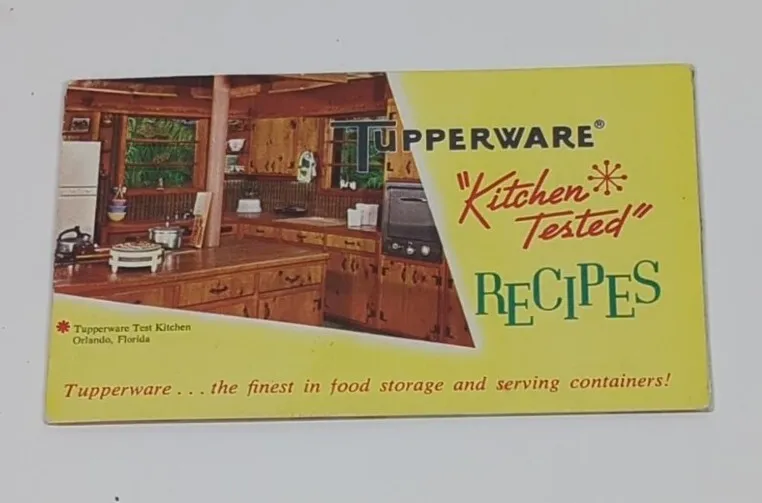 TUPPERWARE®
"Kitchen*
Tested"
RECIPES
* Tupperware Test Kitchen
Orlando, Florida
Tupperware . . . the finest in food storage and serving containers!